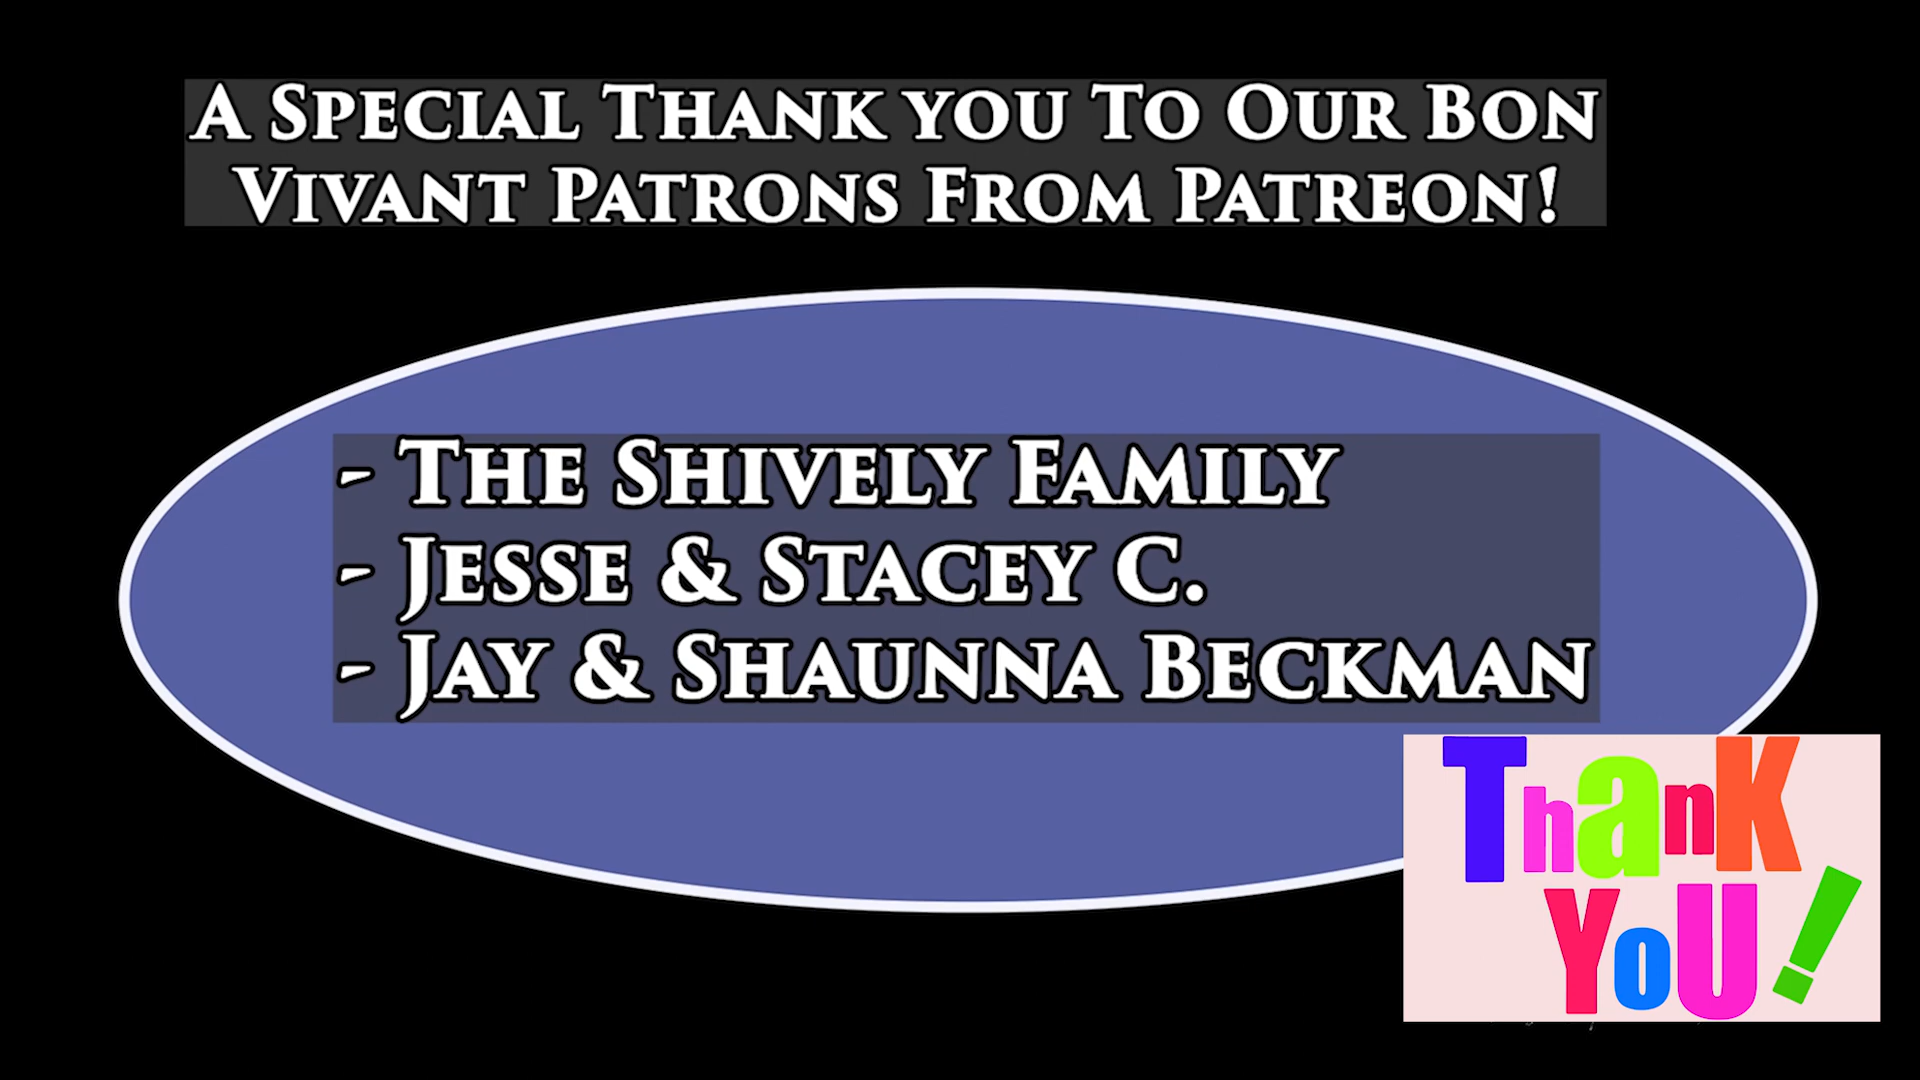 A Special Thank you To Our Bon
Vivant Patrons From Patreon!
- The Shively Family
- Jesse & Stacey C.
- Jay & Shaunna Beckman
Thank
You!